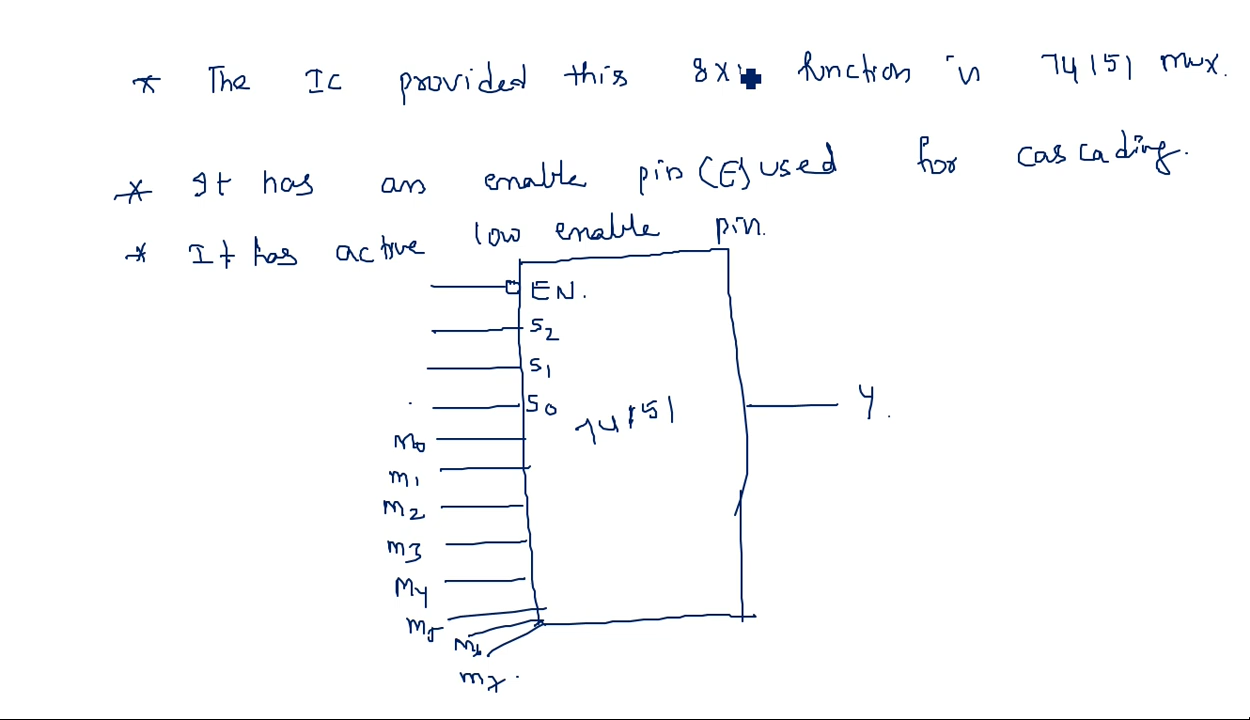 * The IC provided this 8x1 function is 74151 mux.
* It has an enable pin (E) used for cascading.
* It has active low enable pin.
EN.
S2
S1
S0
74151
Y.
m0
m1
m2
m3
m4
m5
m6
m7.